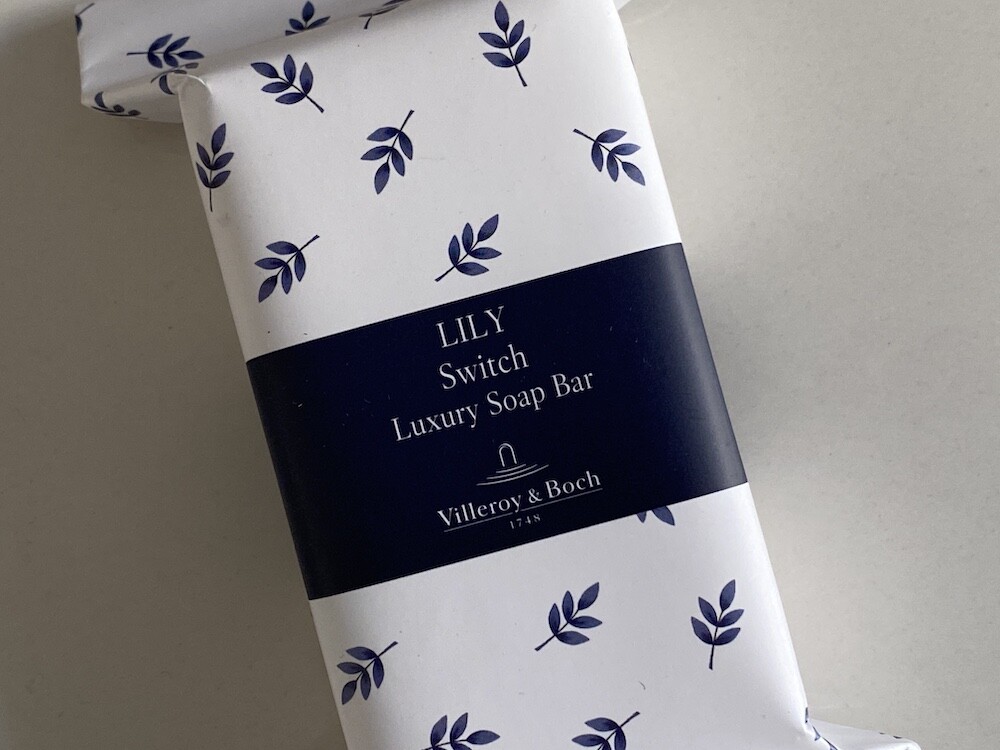 LILY
Switch
Luxury Soap Bar
Villeroy & Boch
1748